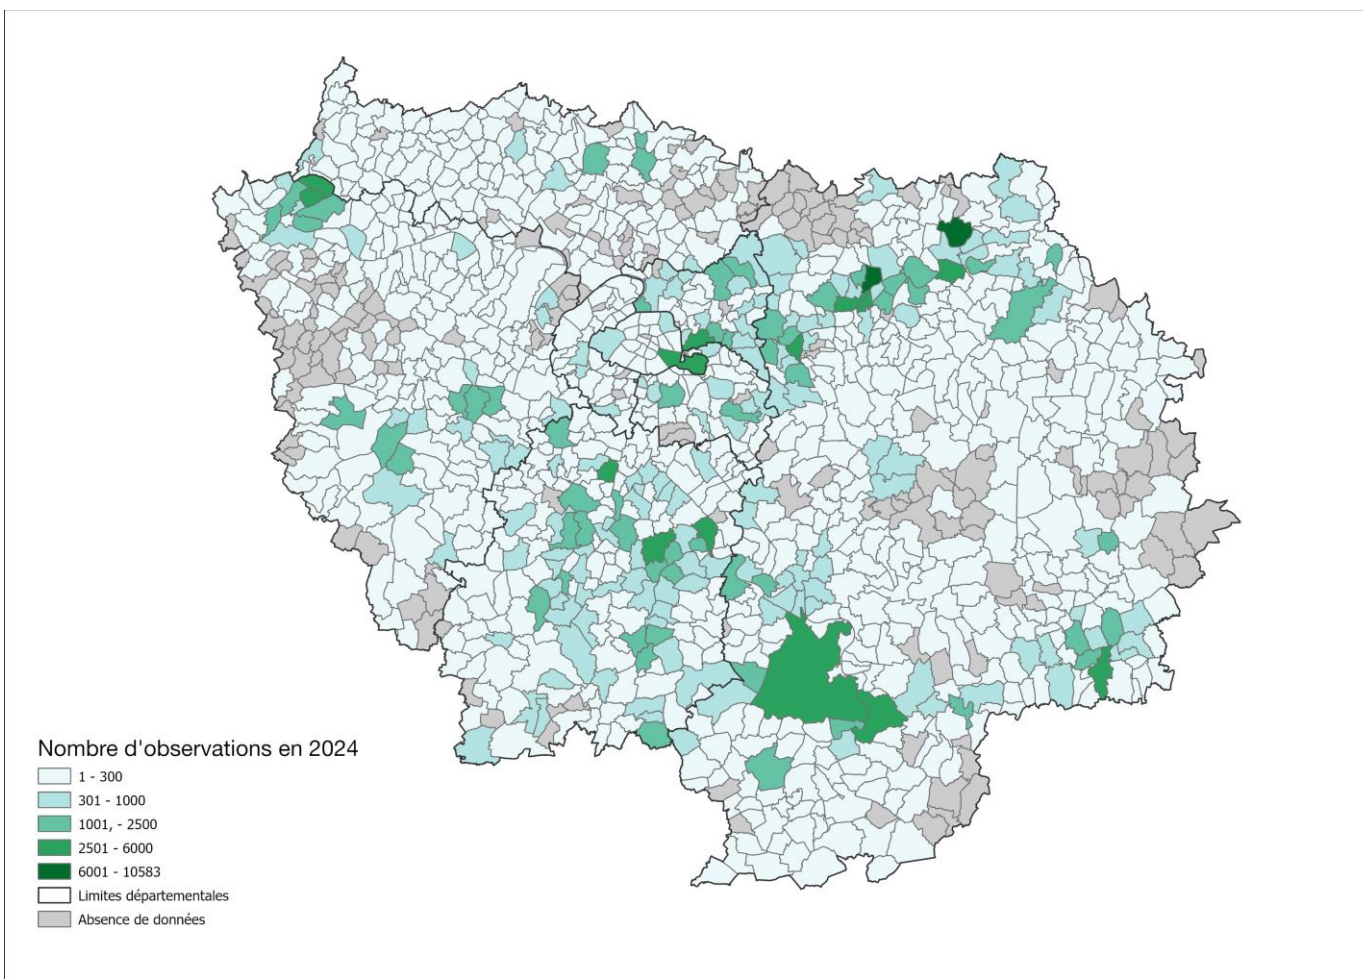 Nombre d'observations en 2024
1 - 300
301 - 1000
1001, - 2500
2501 - 6000
6001 - 10583
Limites départementales
Absence de données